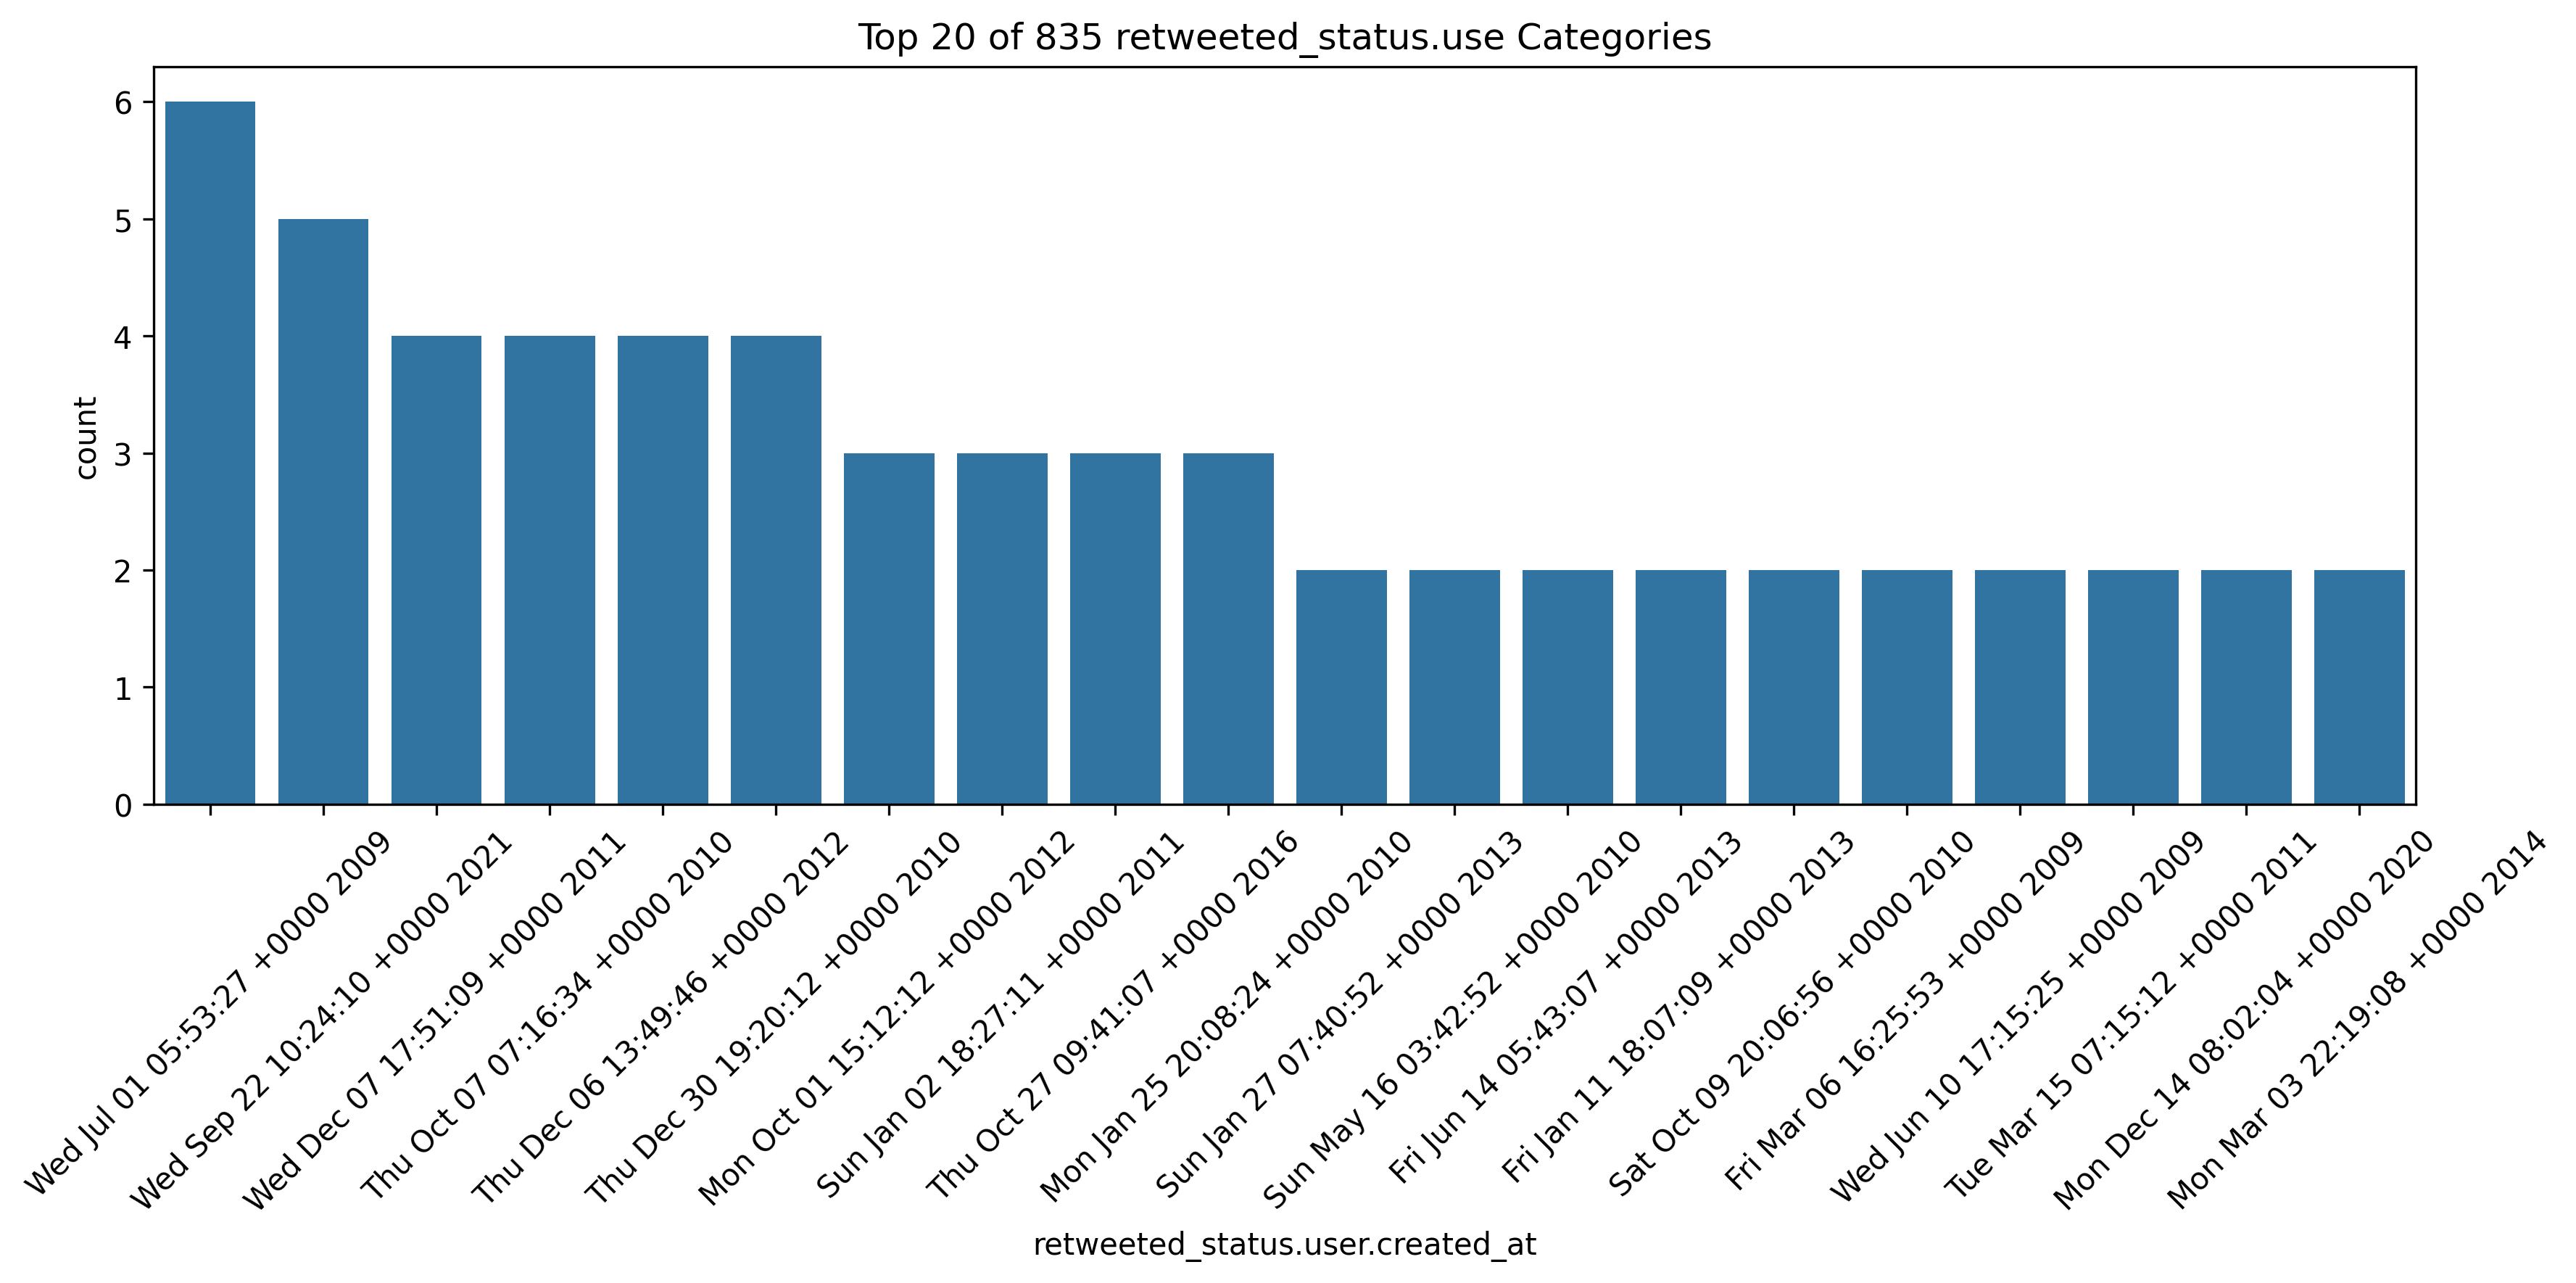 Top 20 of 835 retweeted_status.use Categories
count
6
5
4
3
2
1
0
Wed Jul 01 05:53:27 +0000 2009
Wed Sep 22 10:24:10 +0000 2021
Wed Dec 07 17:51:09 +0000 2011
Thu Oct 07 07:16:34 +0000 2010
Thu Dec 06 13:49:46 +0000 2012
Thu Dec 30 19:20:12 +0000 2010
Mon Oct 01 15:12:12 +0000 2012
Sun Jan 02 18:27:11 +0000 2011
Thu Oct 27 09:41:07 +0000 2016
Mon Jan 25 20:08:24 +0000 2010
Sun Jan 27 07:40:52 +0000 2013
Sun May 16 03:42:52 +0000 2010
Fri Jun 14 05:43:07 +0000 2013
Fri Jan 11 18:07:09 +0000 2013
Sat Oct 09 20:06:56 +0000 2010
Fri Mar 06 16:25:53 +0000 2009
Wed Jun 10 17:15:25 +0000 2009
Tue Mar 15 07:15:12 +0000 2011
Mon Dec 14 08:02:04 +0000 2020
Mon Mar 03 22:19:08 +0000 2014
retweeted_status.user.created_at